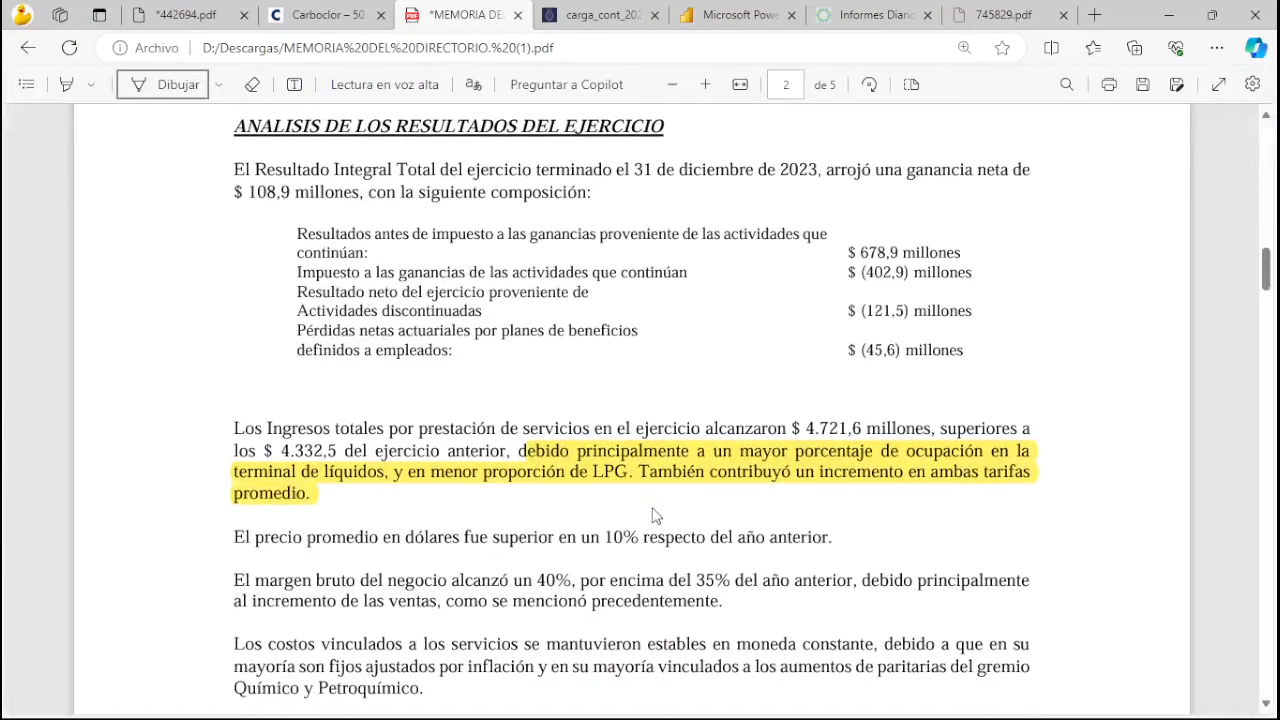 *442694.pdf
Carboclor – 50
*MEMORIA DE
carga_cont_202
Microsoft Powe
Informes Diario
745829.pdf
Archivo
D:/Descargas/MEMORIA%20DEL%20DIRECTORIO.%20(1).pdf
Dibujar
Lectura en voz alta
Preguntar a Copilot
2
de 5
ANALISIS DE LOS RESULTADOS DEL EJERCICIO
El Resultado Integral Total del ejercicio terminado el 31 de diciembre de 2023, arrojó una ganancia neta de
$ 108,9 millones, con la siguiente composición:
Resultados antes de impuesto a las ganancias proveniente de las actividades que
continúan: $ 678,9 millones
Impuesto a las ganancias de las actividades que continúan $ (402,9) millones
Resultado neto del ejercicio proveniente de
Actividades discontinuadas $ (121,5) millones
Pérdidas netas actuariales por planes de beneficios
definidos a empleados: $ (45,6) millones
Los Ingresos totales por prestación de servicios en el ejercicio alcanzaron $ 4.721,6 millones, superiores a
los $ 4.332,5 del ejercicio anterior, debido principalmente a un mayor porcentaje de ocupación en la
terminal de líquidos, y en menor proporción de LPG. También contribuyó un incremento en ambas tarifas
promedio.
El precio promedio en dólares fue superior en un 10% respecto del año anterior.
El margen bruto del negocio alcanzó un 40%, por encima del 35% del año anterior, debido principalmente
al incremento de las ventas, como se mencionó precedentemente.
Los costos vinculados a los servicios se mantuvieron estables en moneda constante, debido a que en su
mayoría son fijos ajustados por inflación y en su mayoría vinculados a los aumentos de paritarias del gremio
Químico y Petroquímico.